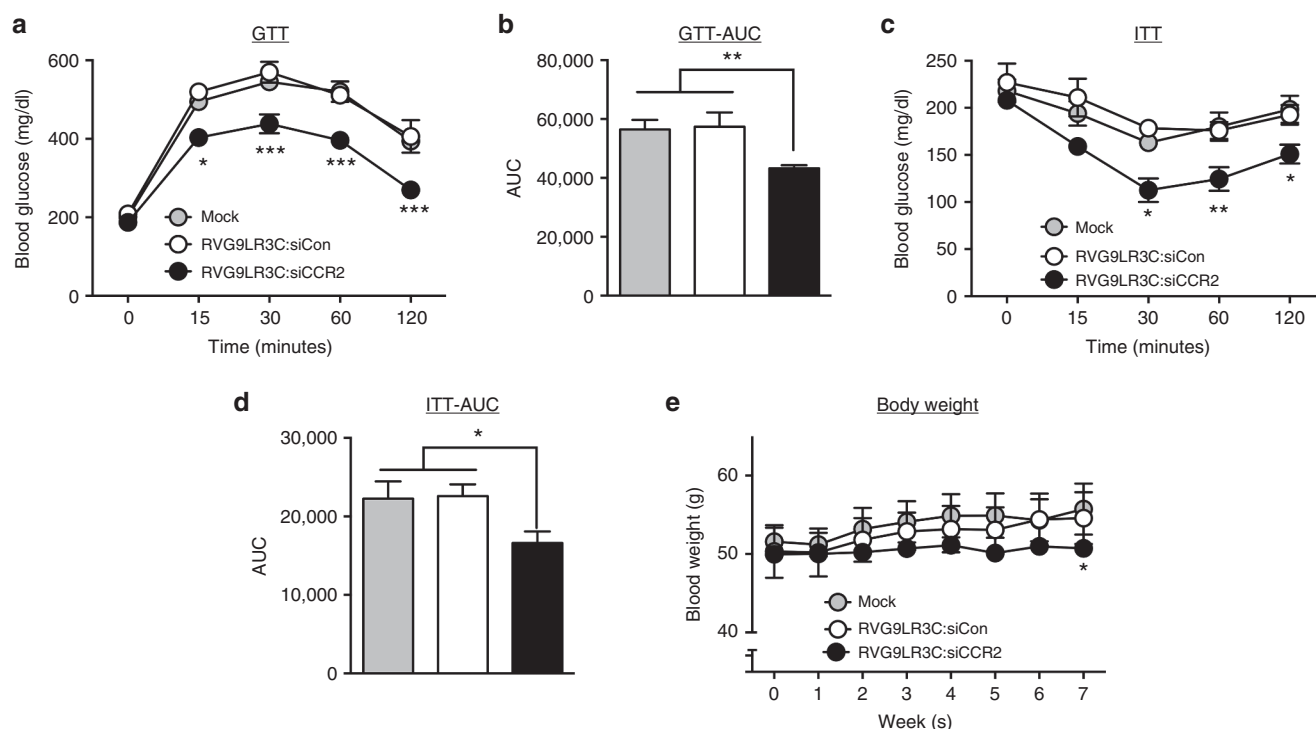 a
GTT
600
400
200
0
Blood glucose (mg/dl)
*
***
***
***
Mock
RVG9LR3C:siCon
RVG9LR3C:siCCR2
0 15 30 60 120
Time (minutes)
b
GTT-AUC
80,000
60,000
40,000
20,000
0
AUC
**
c
ITT
250
200
150
100
50
0
Blood glucose (mg/dl)
*
**
*
Mock
RVG9LR3C:siCon
RVG9LR3C:siCCR2
0 15 30 60 120
Time (minutes)
d
ITT-AUC
30,000
20,000
10,000
0
AUC
*
e
Body weight
60
50
40
Blood weight (g)
*
Mock
RVG9LR3C:siCon
RVG9LR3C:siCCR2
0 1 2 3 4 5 6 7
Week (s)